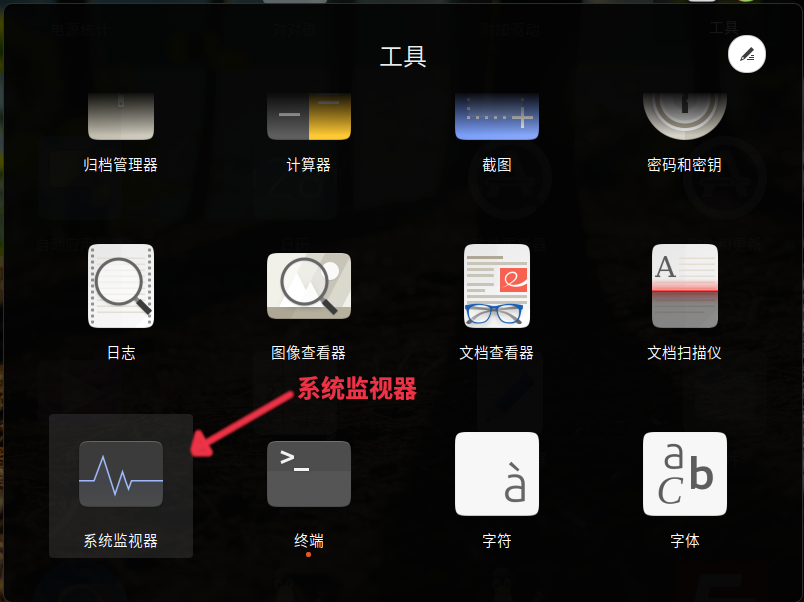 工具
归档管理器
计算器
截图
密码和密钥
日志
图像查看器
文档查看器
文档扫描仪
系统监视器
系统监视器
终端
字符
字体